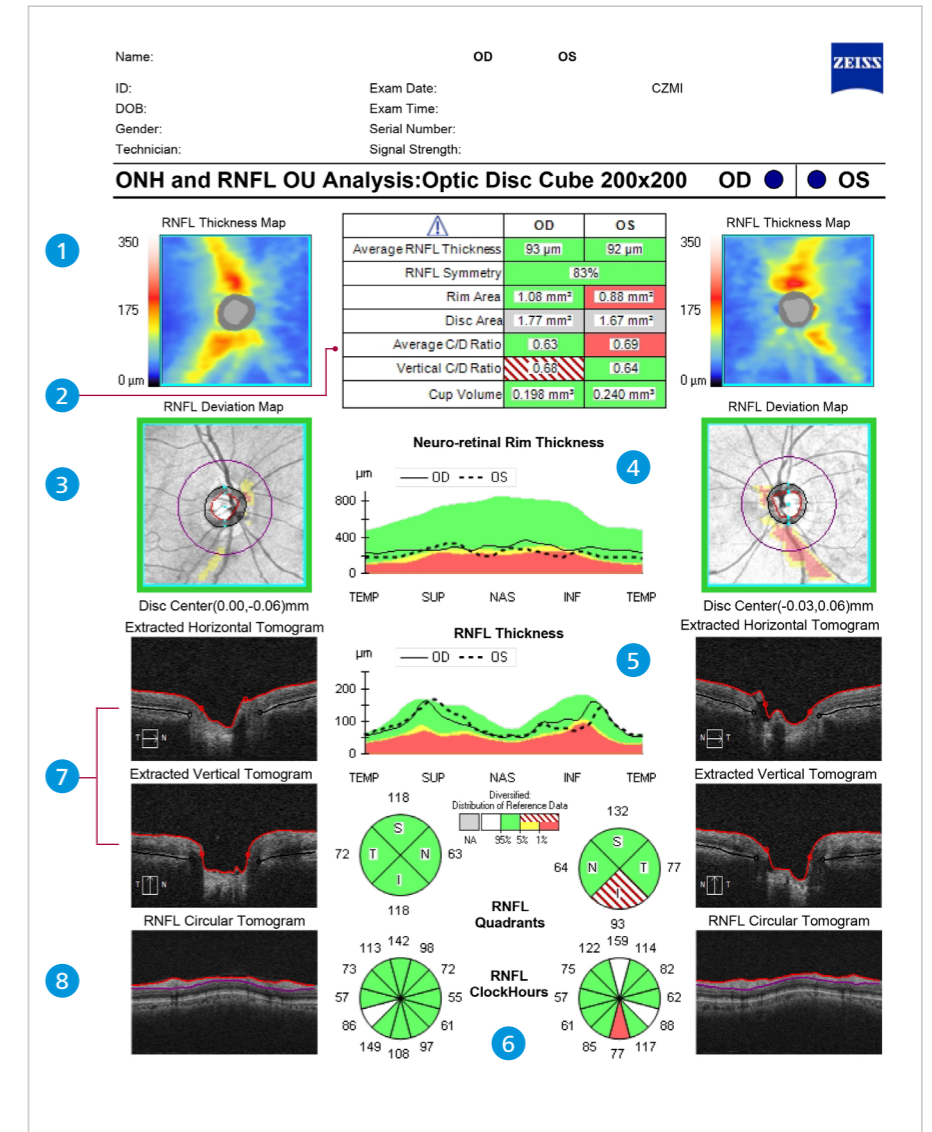 Name:
OD OS
ZEISS
ID:
Exam Date:
CZMI
DOB:
Exam Time:
Gender:
Serial Number:
Technician:
Signal Strength:
ONH and RNFL OU Analysis:Optic Disc Cube 200x200 OD OS
1
RNFL Thickness Map
350
175
0 µm
OD OS
Average RNFL Thickness 93 µm 92 µm
RNFL Symmetry 83%
Rim Area 1.08 mm² 0.88 mm²
Disc Area 1.77 mm² 1.67 mm²
Average C/D Ratio 0.63 0.69
Vertical C/D Ratio 0.68 0.64
Cup Volume 0.198 mm³ 0.240 mm³
RNFL Thickness Map
350
175
0 µm
2
RNFL Deviation Map
3
Disc Center(0.00,-0.06)mm
Neuro-retinal Rim Thickness
4
µm
OD OS
800
400
0
TEMP SUP NAS INF TEMP
RNFL Deviation Map
Disc Center(-0.03,0.06)mm
Extracted Horizontal Tomogram
T N
RNFL Thickness
5
µm
OD OS
200
100
0
TEMP SUP NAS INF TEMP
Extracted Horizontal Tomogram
N T
7
Extracted Vertical Tomogram
T N
Diversified:
Distribution of Reference Data
NA 95% 5% 1%
118
S
72 T N 63
I
118
132
S
64 N T 77
I
93
RNFL
Quadrants
Extracted Vertical Tomogram
N T
8
RNFL Circular Tomogram
113 142 98
73 72
57 55
86 61
149 108 97
RNFL
ClockHours
6
122 159 114
75 82
57 62
61 88
85 77 117
RNFL Circular Tomogram